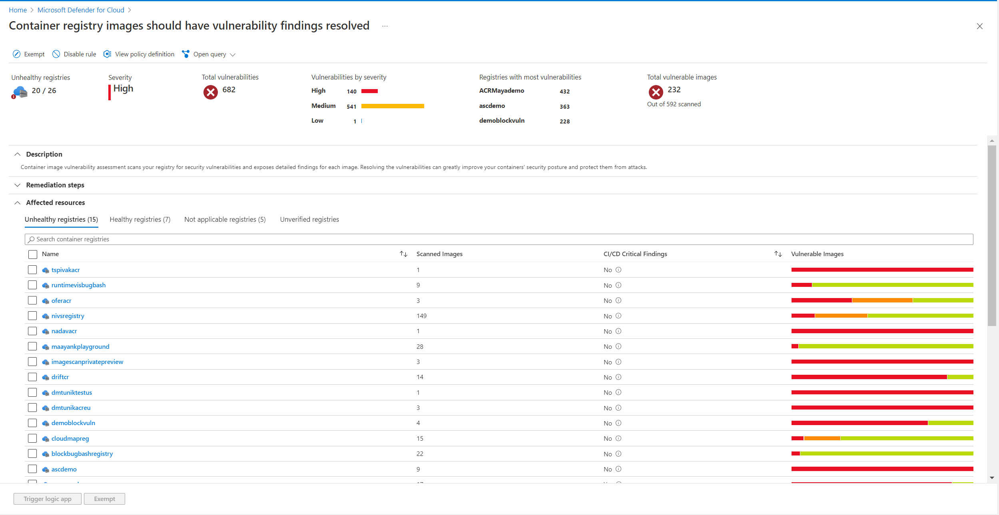 Home > Microsoft Defender for Cloud >
Container registry images should have vulnerability findings resolved ...
Exempt Disable rule View policy definition Open query
Unhealthy registries Severity Total vulnerabilities Vulnerabilities by severity Registries with most vulnerabilities Total vulnerable images
20 / 26 High 682 High 140 ACRMayademo 432 232
Medium 541 ascdemo 363 Out of 592 scanned
Low 1 demoblockvuln 228
Description
Container image vulnerability assessment scans your registry for security vulnerabilities and exposes detailed findings for each image. Resolving the vulnerabilities can greatly improve your containers' security posture and protect them from attacks.
Remediation steps
Affected resources
Unhealthy registries (15) Healthy registries (7) Not applicable registries (5) Unverified registries
Search container registries
Name Scanned Images CI/CD Critical Findings Vulnerable Images
tspivakacr 1 No
runtimevisbugbash 9 No
oferacr 3 No
nivsregistry 149 No
nadavacr 1 No
maayankplayground 28 No
imagescanprivatepreview 3 No
driftcr 14 No
dmtuniktestus 1 No
dmtunikacreu 3 No
demoblockvuln 4 No
cloudmapreg 15 No
blockbugbashregistry 22 No
ascdemo 9 No
Trigger logic app Exempt